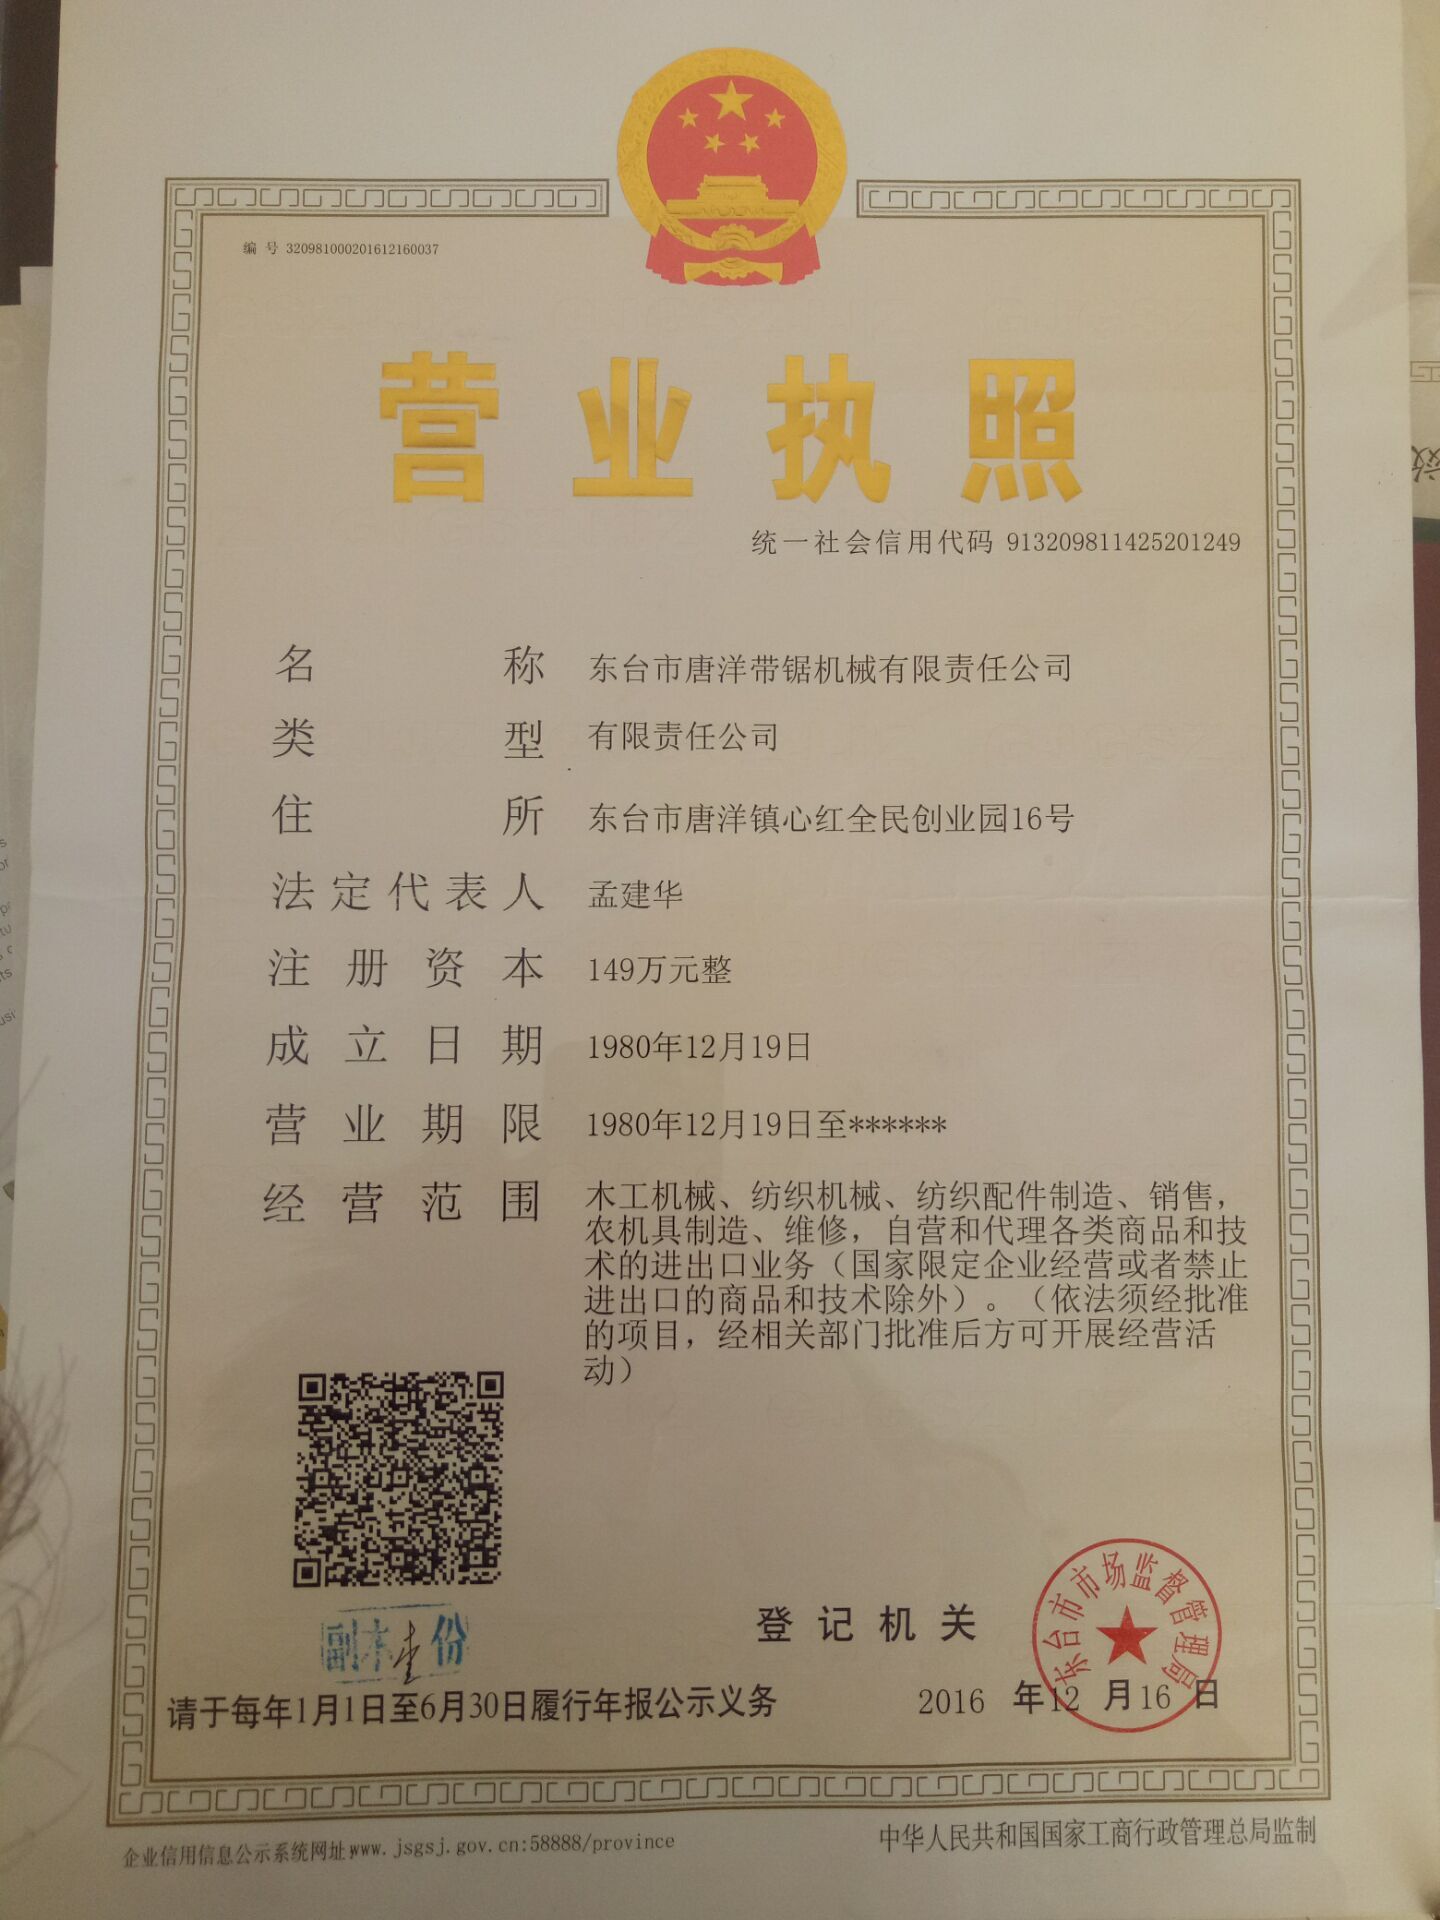 编 号 320981000201612160037
营业执照
统一社会信用代码 913209811425201249
名称 东台市唐洋带锯机械有限责任公司
类型 有限责任公司
住所 东台市唐洋镇心红全民创业园16号
法定代表人 孟建华
注册资本 149万元整
成立日期 1980年12月19日
营业期限 1980年12月19日至******
经营范围 木工机械、纺织机械、纺织配件制造、销售，
农机具制造、维修，自营和代理各类商品和技
术的进出口业务（国家限定企业经营或者禁止
进出口的商品和技术除外）。（依法须经批准
的项目，经相关部门批准后方可开展经营活
动）
副本壹份
登记机关
东台市市场监督管理局
请于每年1月1日至6月30日履行年报公示义务
2016 年12 月16 日
企业信用信息公示系统网址:www.jsgsj.gov.cn:58888/province
中华人民共和国国家工商行政管理总局监制
效